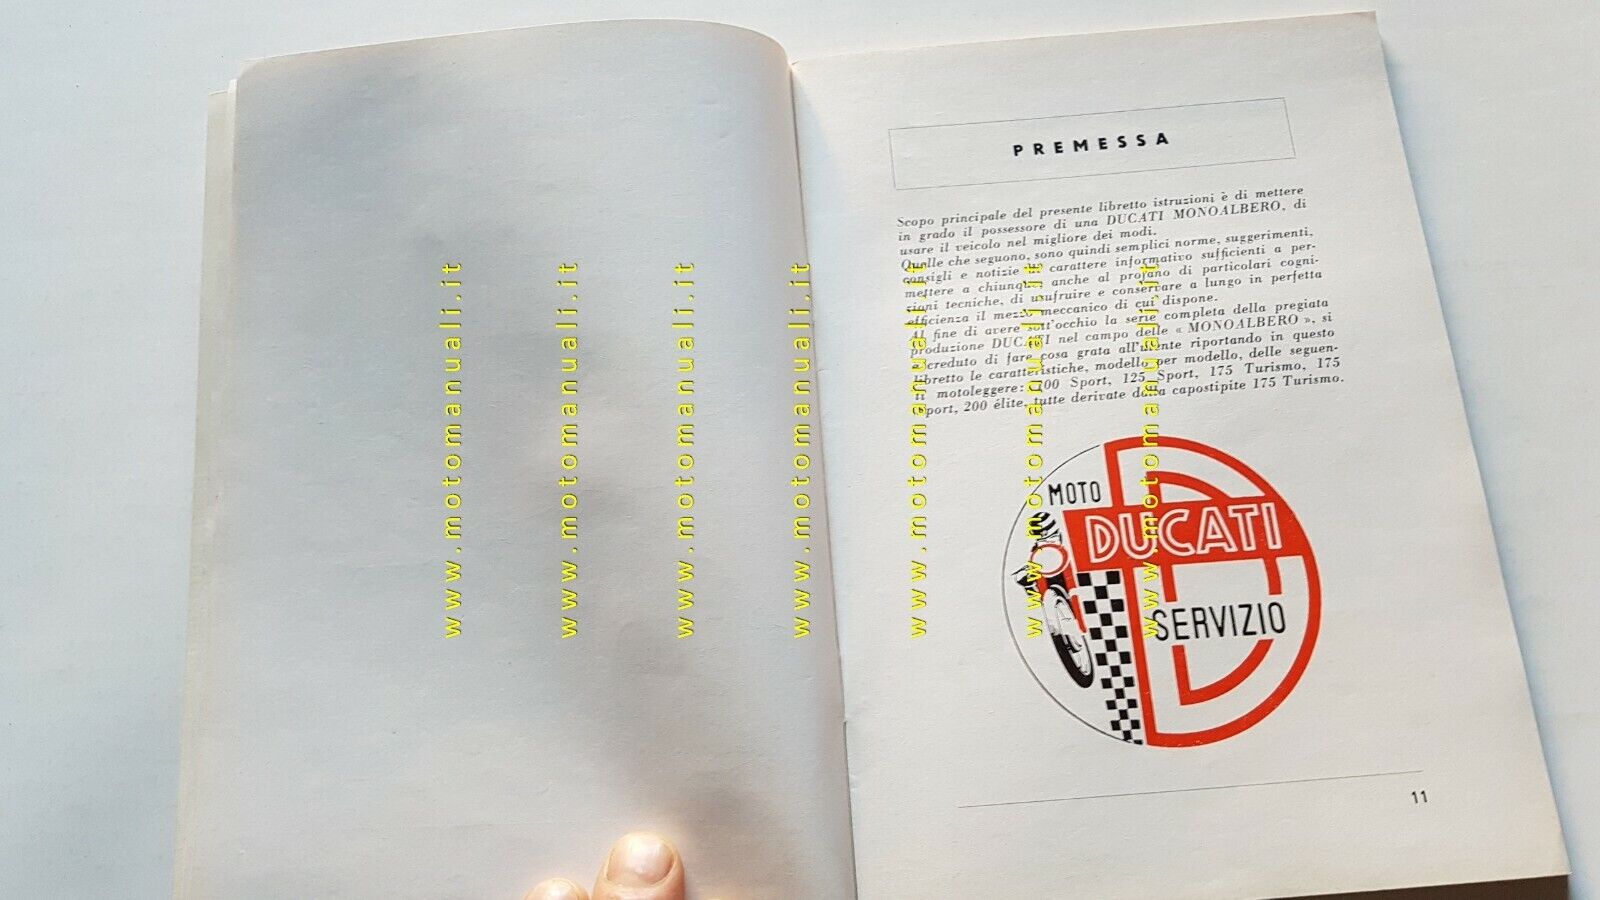 PREMESSA
Scopo principale del presente libretto istruzioni è di mettere
in grado il possessore di una DUCATI MONOALBERO, di
usare il veicolo nel migliore dei modi.
Quelle che seguono, sono quindi semplici norme, suggerimenti,
consigli e notizie di carattere informativo sufficienti a per-
mettere a chiunque anche al profano di particolari cogni-
zioni tecniche, di usufruire e conservare a lungo in perfetta
efficienza il mezzo meccanico di cui dispone.
Al fine di avere sott'occhio la serie completa della pregiata
produzione DUCATI nel campo delle « MONOALBERO », si
è creduto di fare cosa grata all'utente riportando in questo
libretto le caratteristiche, modello per modello, delle seguen-
ti motoleggere: 100 Sport, 125 Sport, 175 Turismo, 175
Sport, 200 élite, tutte derivate dalla capostipite 175 Turismo.
MOTO
DUCATI
SERVIZIO
11
www.motomanuali.it
www.motomanuali.it
www.motomanuali.it
www.motomanuali.it
www.motomanuali.it
www.motomanuali.it
www.motomanuali.it